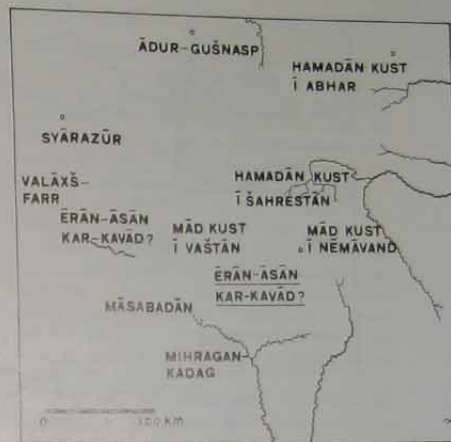 ĀDUR-GUŠNASP
HAMADĀN KUST
Ī ABHAR
SYĀRAZŪR
VALĀXŠ-
FARR
HAMADĀN KUST
Ī ŠAHRESTĀN
ĒRĀN-ĀSĀN
KAR-KAVĀD?
MĀD KUST
Ī VAŠTĀN
MĀD KUST
Ī NĒMĀVAND
ĒRĀN-ĀSĀN
KAR-KAVĀD?
MĀSABADĀN
MIHRAGAN
KADAG
0 100 KM